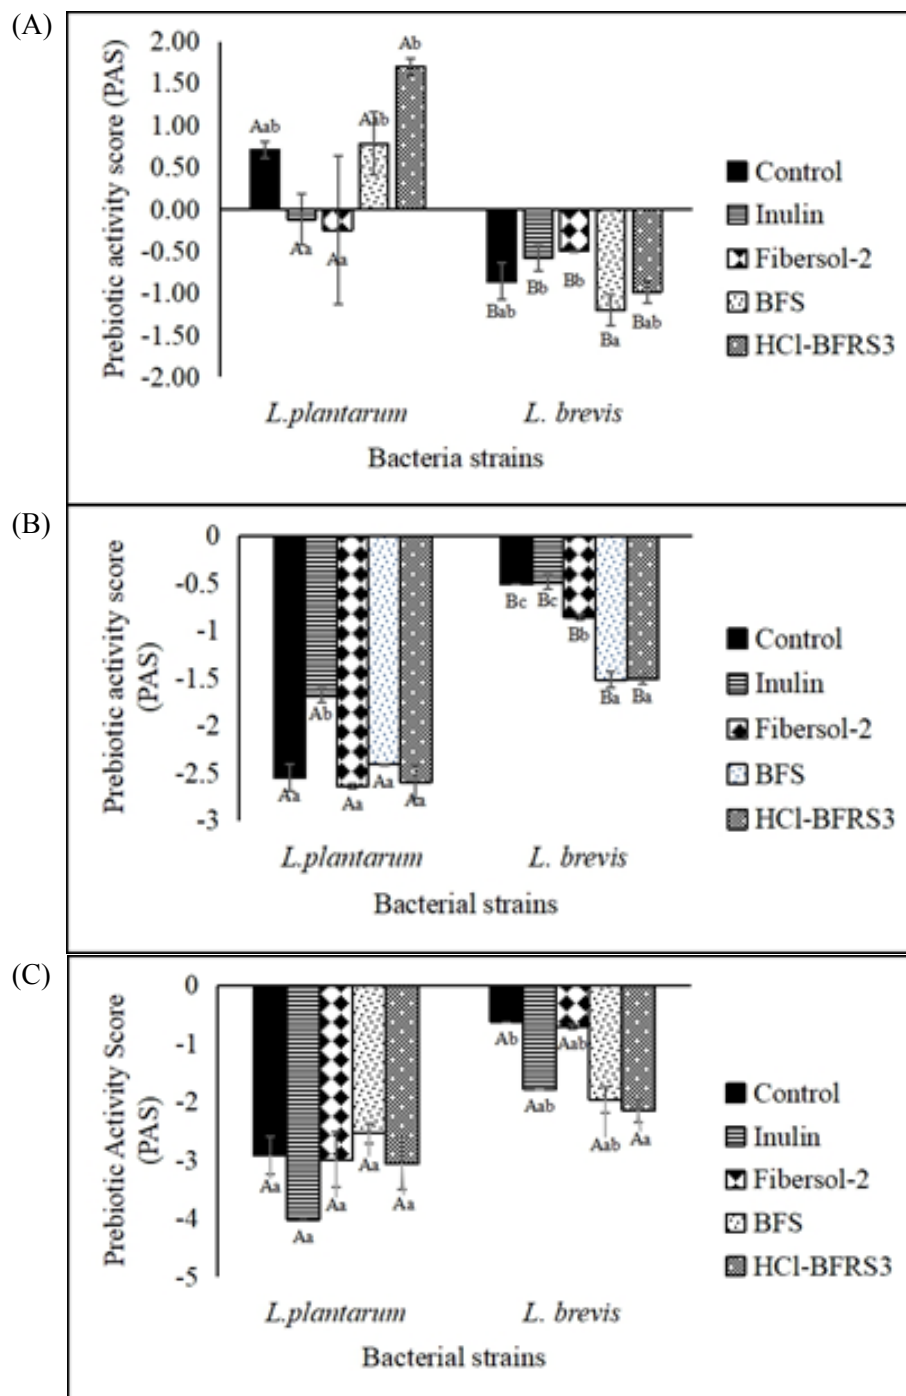 (A)
Prebiotic activity score (PAS)
2.00
1.50
1.00
0.50
0.00
-0.50
-1.00
-1.50
-2.00
Aab
Aa
Aa
Aab
Ab
Bab
Bb
Bb
Ba
Bab
L.plantarum
L. brevis
Bacteria strains
Control
Inulin
Fibersol-2
BFS
HCl-BFRS3
(B)
Prebiotic activity score
(PAS)
0
-0.5
-1
-1.5
-2
-2.5
-3
Aa
Ab
Aa
Aa
Aa
Bc
Bc
Bb
Ba
Ba
L.plantarum
L. brevis
Bacterial strains
Control
Inulin
Fibersol-2
BFS
HCl-BFRS3
(C)
Prebiotic Activity Score
(PAS)
0
-1
-2
-3
-4
-5
Aa
Aa
Aa
Aa
Aa
Ab
Aab
Aab
Aab
Aa
L.plantarum
L. brevis
Bacterial strains
Control
Inulin
Fibersol-2
BFS
HCl-BFRS3